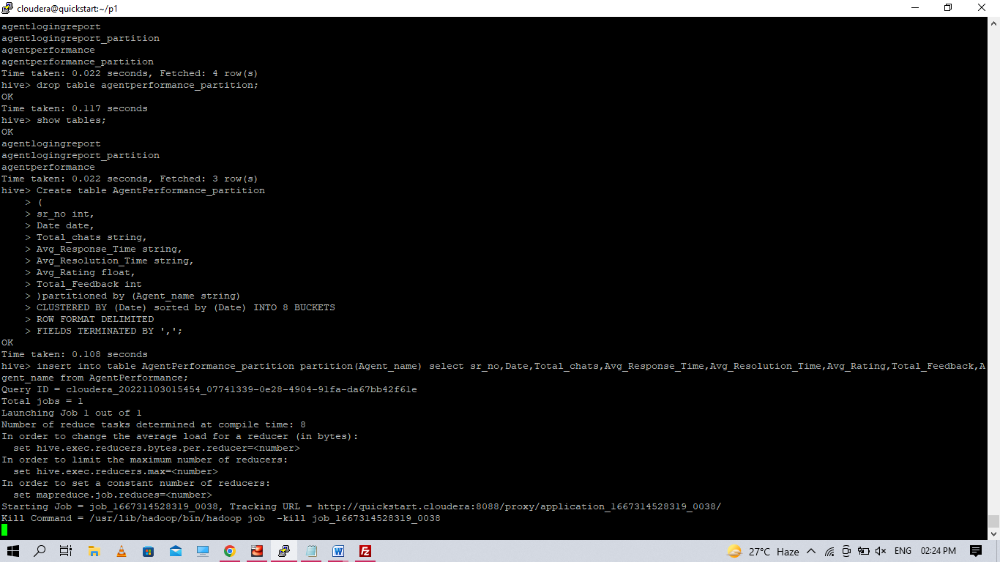 cloudera@quickstart:~/p1
agentlogingreport
agentlogingreport_partition
agentperformance
agentperformance_partition
Time taken: 0.022 seconds, Fetched: 4 row(s)
hive> drop table agentperformance_partition;
OK
Time taken: 0.117 seconds
hive> show tables;
OK
agentlogingreport
agentlogingreport_partition
agentperformance
Time taken: 0.022 seconds, Fetched: 3 row(s)
hive> Create table AgentPerformance_partition
    > (
    > sr_no int,
    > Date date,
    > Total_chats string,
    > Avg_Response_Time string,
    > Avg_Resolution_Time string,
    > Avg_Rating float,
    > Total_Feedback int
    > )partitioned by (Agent_name string)
    > CLUSTERED BY (Date) sorted by (Date) INTO 8 BUCKETS
    > ROW FORMAT DELIMITED
    > FIELDS TERMINATED BY ',';
OK
Time taken: 0.108 seconds
hive> insert into table AgentPerformance_partition partition(Agent_name) select sr_no,Date,Total_chats,Avg_Response_Time,Avg_Resolution_Time,Avg_Rating,Total_Feedback,A
gent_name from AgentPerformance;
Query ID = cloudera_20221103015454_07741339-0e28-4904-91fa-da67bb42f61e
Total jobs = 1
Launching Job 1 out of 1
Number of reduce tasks determined at compile time: 8
In order to change the average load for a reducer (in bytes):
  set hive.exec.reducers.bytes.per.reducer=<number>
In order to limit the maximum number of reducers:
  set hive.exec.reducers.max=<number>
In order to set a constant number of reducers:
  set mapreduce.job.reduces=<number>
Starting Job = job_1667314528319_0038, Tracking URL = http://quickstart.cloudera:8088/proxy/application_1667314528319_0038/
Kill Command = /usr/lib/hadoop/bin/hadoop job  -kill job_1667314528319_0038
27°C Haze ENG 02:24 PM